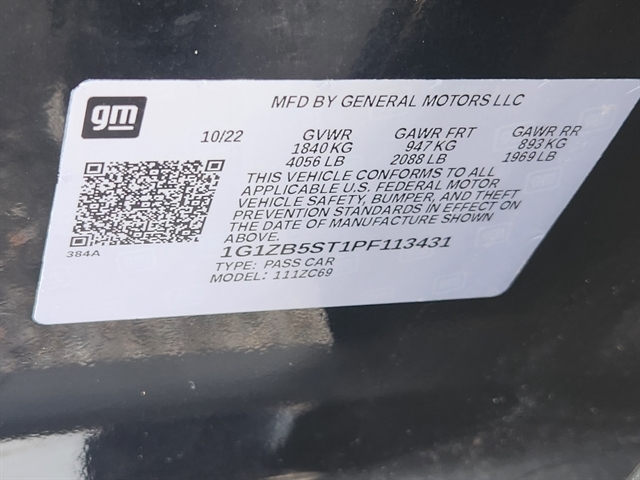 gm
MFD BY GENERAL MOTORS LLC
10/22 GVWR GAWR FRT GAWR RR
1840 KG 947 KG 893 KG
4056 LB 2088 LB 1969 LB
THIS VEHICLE CONFORMS TO ALL
APPLICABLE U.S. FEDERAL MOTOR
VEHICLE SAFETY, BUMPER, AND THEFT
PREVENTION STANDARDS IN EFFECT ON
THE DATE OF MANUFACTURE SHOWN
ABOVE.
384A
1G1ZB5ST1PF113431
TYPE: PASS CAR
MODEL: 111ZC69